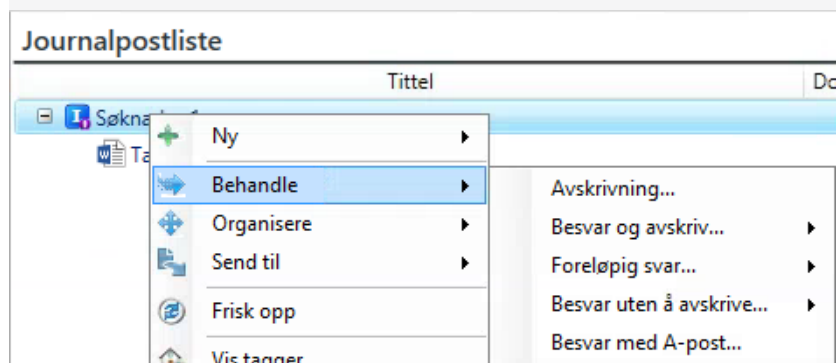 Journalpostliste
Tittel
Ny
Behandle
Avskrivning...
Organisere
Besvar og avskriv...
Send til
Foreløpig svar...
Besvar uten å avskrive...
Frisk opp
Besvar med A-post...
Vis tagger